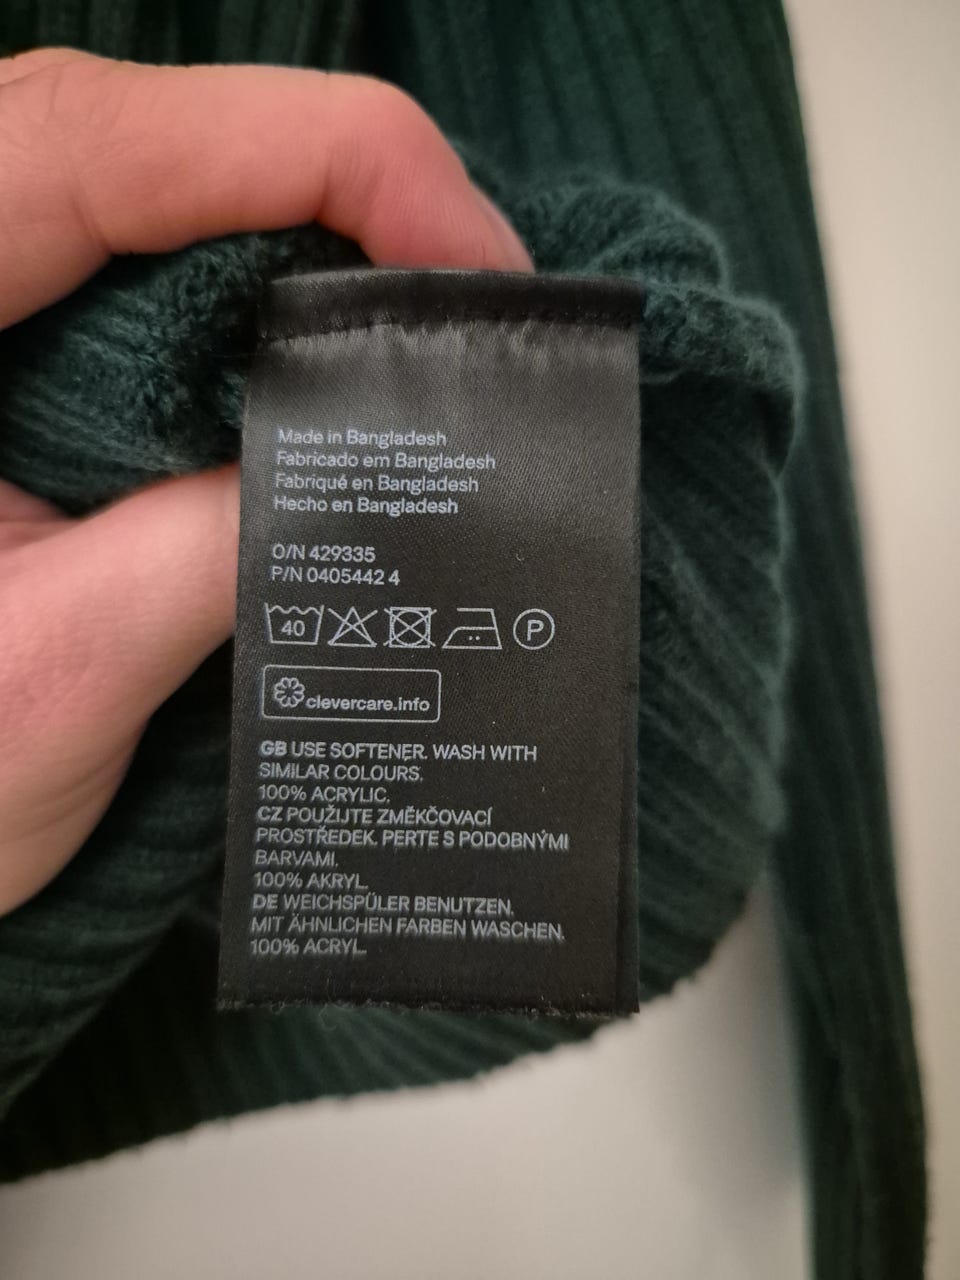 Made in Bangladesh
Fabricado em Bangladesh
Fabriqué en Bangladesh
Hecho en Bangladesh
O/N 429335
P/N 0405442 4
40 P
clevercare.info
GB USE SOFTENER. WASH WITH
SIMILAR COLOURS.
100% ACRYLIC.
CZ POUŽIJTE ZMĚKČOVACÍ
PROSTŘEDEK. PERTE S PODOBNÝMI
BARVAMI.
100% AKRYL.
DE WEICHSPÜLER BENUTZEN.
MIT ÄHNLICHEN FARBEN WASCHEN.
100% ACRYL.